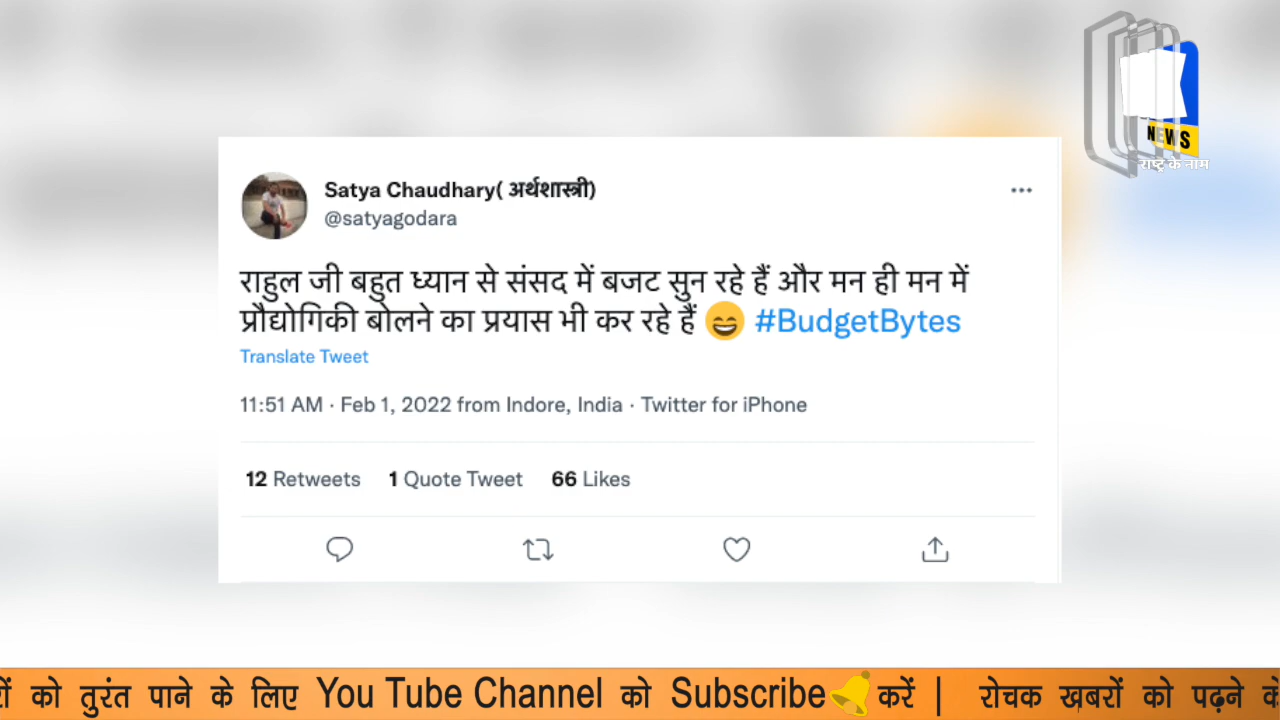 NEWS
राष्ट्र के नाम
Satya Chaudhary( अर्थशास्त्री)
@satyagodara
राहुल जी बहुत ध्यान से संसद में बजट सुन रहे हैं और मन ही मन में
प्रौद्योगिकी बोलने का प्रयास भी कर रहे हैं 😄 #BudgetBytes
Translate Tweet
11:51 AM · Feb 1, 2022 from Indore, India · Twitter for iPhone
12 Retweets 1 Quote Tweet 66 Likes
को तुरंत पाने के लिए You Tube Channel को Subscribe🔔करें | रोचक खबरों को पढ़ने